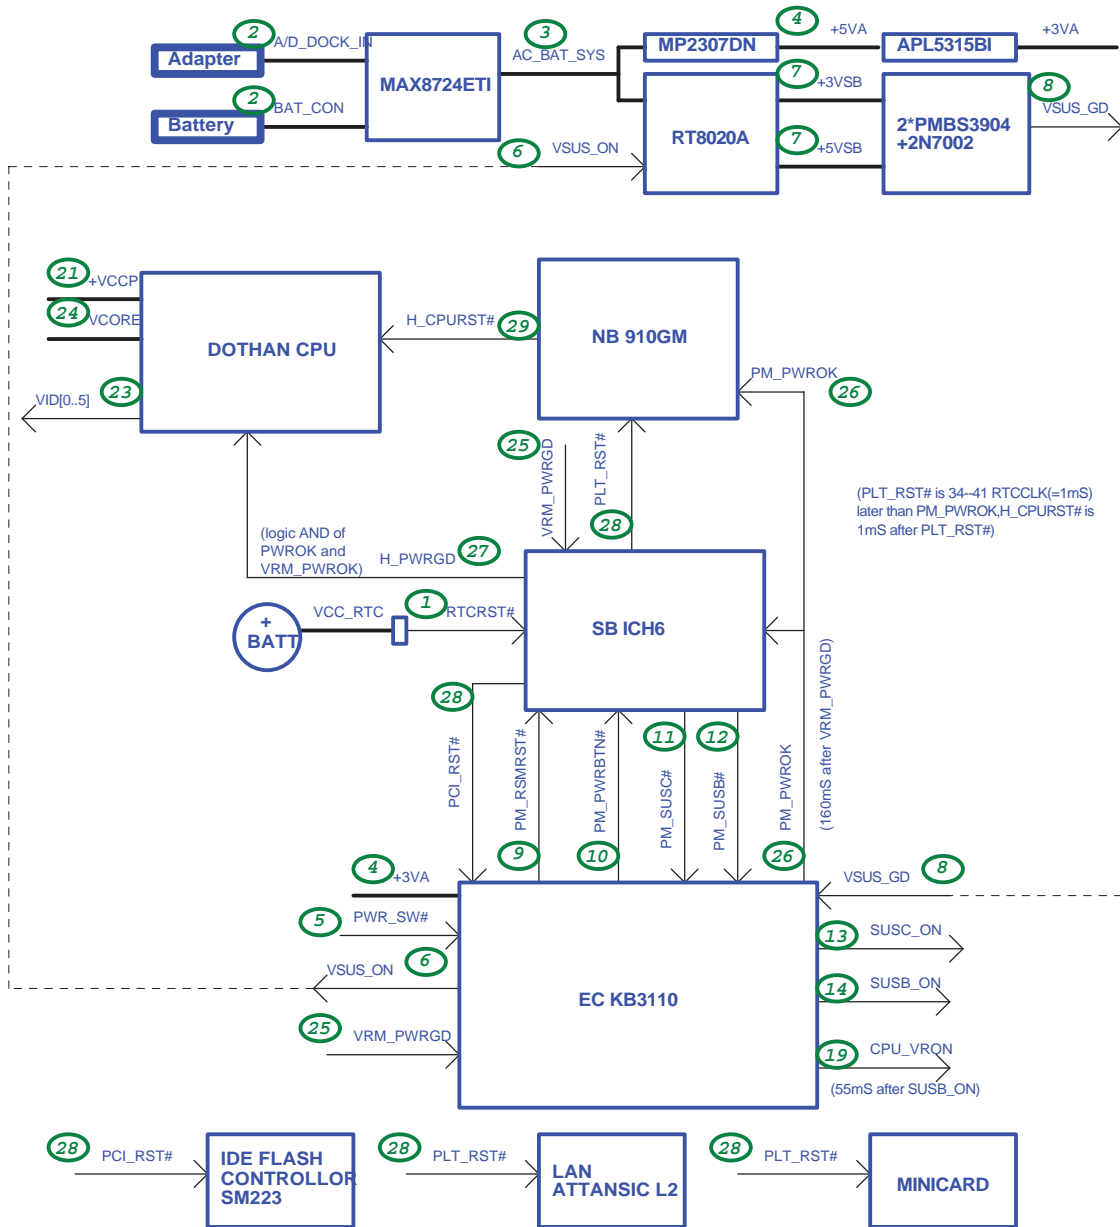 2 A/D_DOCK_IN
Adapter
2 BAT_CON
Battery
MAX8724ETI
3
AC_BAT_SYS
MP2307DN
4
+5VA
APL5315BI
+3VA
7
+3VSB
RT8020A
7
+5VSB
2*PMBS3904
+2N7002
8
VSUS_GD
6
VSUS_ON
21 +VCCP
24 VCORE
23
VID[0..5]
DOTHAN CPU
H_CPURST# 29
NB 910GM
PM_PWROK
26
25
VRM_PWRGD
PLT_RST#
28
(PLT_RST# is 34--41 RTCCLK(=1mS)
later than PM_PWROK,H_CPURST# is
1mS after PLT_RST#)
(logic AND of
PWROK and
VRM_PWROK)
H_PWRGD 27
+
BATT
VCC_RTC
1 RTCRST#
SB ICH6
28
PCI_RST#
PM_RSMRST#
9
PM_PWRBTN#
10
11
PM_SUSC#
12
PM_SUSB#
PM_PWROK
26
(160mS after VRM_PWRGD)
4 +3VA
5 PWR_SW#
6
VSUS_ON
25 VRM_PWRGD
EC KB3110
VSUS_GD 8
13 SUSC_ON
14 SUSB_ON
19 CPU_VRON
(55mS after SUSB_ON)
28 PCI_RST#
IDE FLASH
CONTROLLOR
SM223
28 PLT_RST#
LAN
ATTANSIC L2
28 PLT_RST#
MINICARD